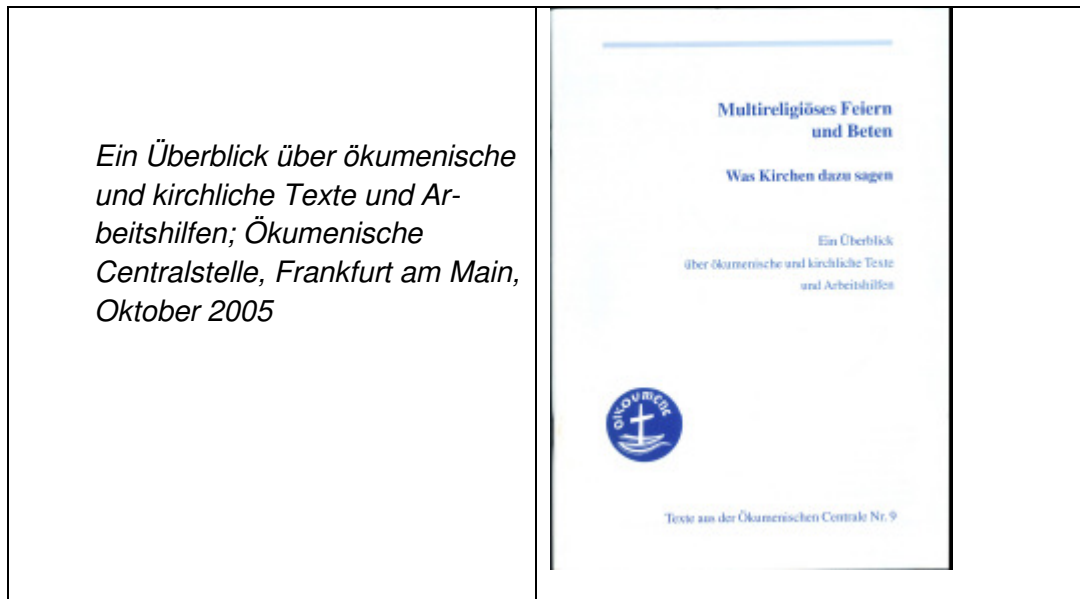 Ein Überblick über ökumenische
und kirchliche Texte und Ar-
beitshilfen; Ökumenische
Centralstelle, Frankfurt am Main,
Oktober 2005
Multireligiöses Feiern
und Beten
Was Kirchen dazu sagen
Ein Überblick
über ökumenische und kirchliche Texte
und Arbeitshilfen
OIKOUMENE
Texte aus der Ökumenischen Centrale Nr. 9